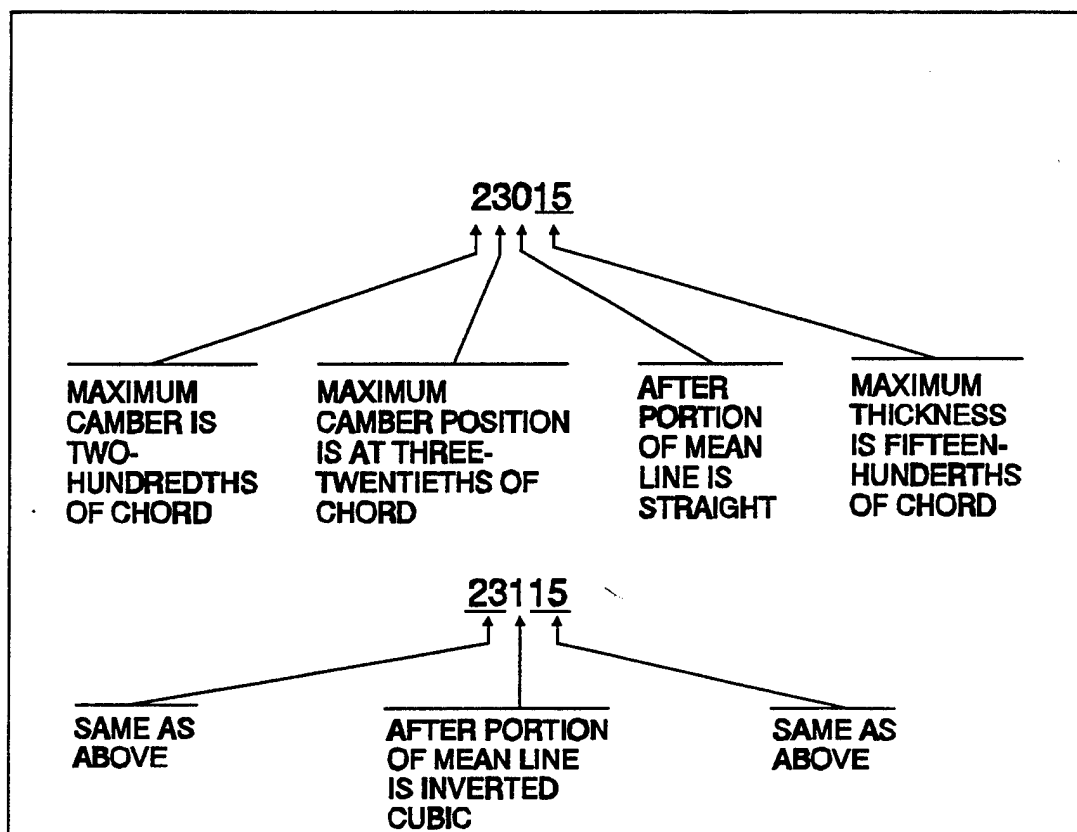 23015
MAXIMUM
CAMBER IS
TWO-
HUNDREDTHS
OF CHORD
MAXIMUM
CAMBER POSITION
IS AT THREE-
TWENTIETHS OF
CHORD
AFTER
PORTION
OF MEAN
LINE IS
STRAIGHT
MAXIMUM
THICKNESS
IS FIFTEEN-
HUNDERTHS
OF CHORD
23115
SAME AS
ABOVE
AFTER PORTION
OF MEAN LINE
IS INVERTED
CUBIC
SAME AS
ABOVE